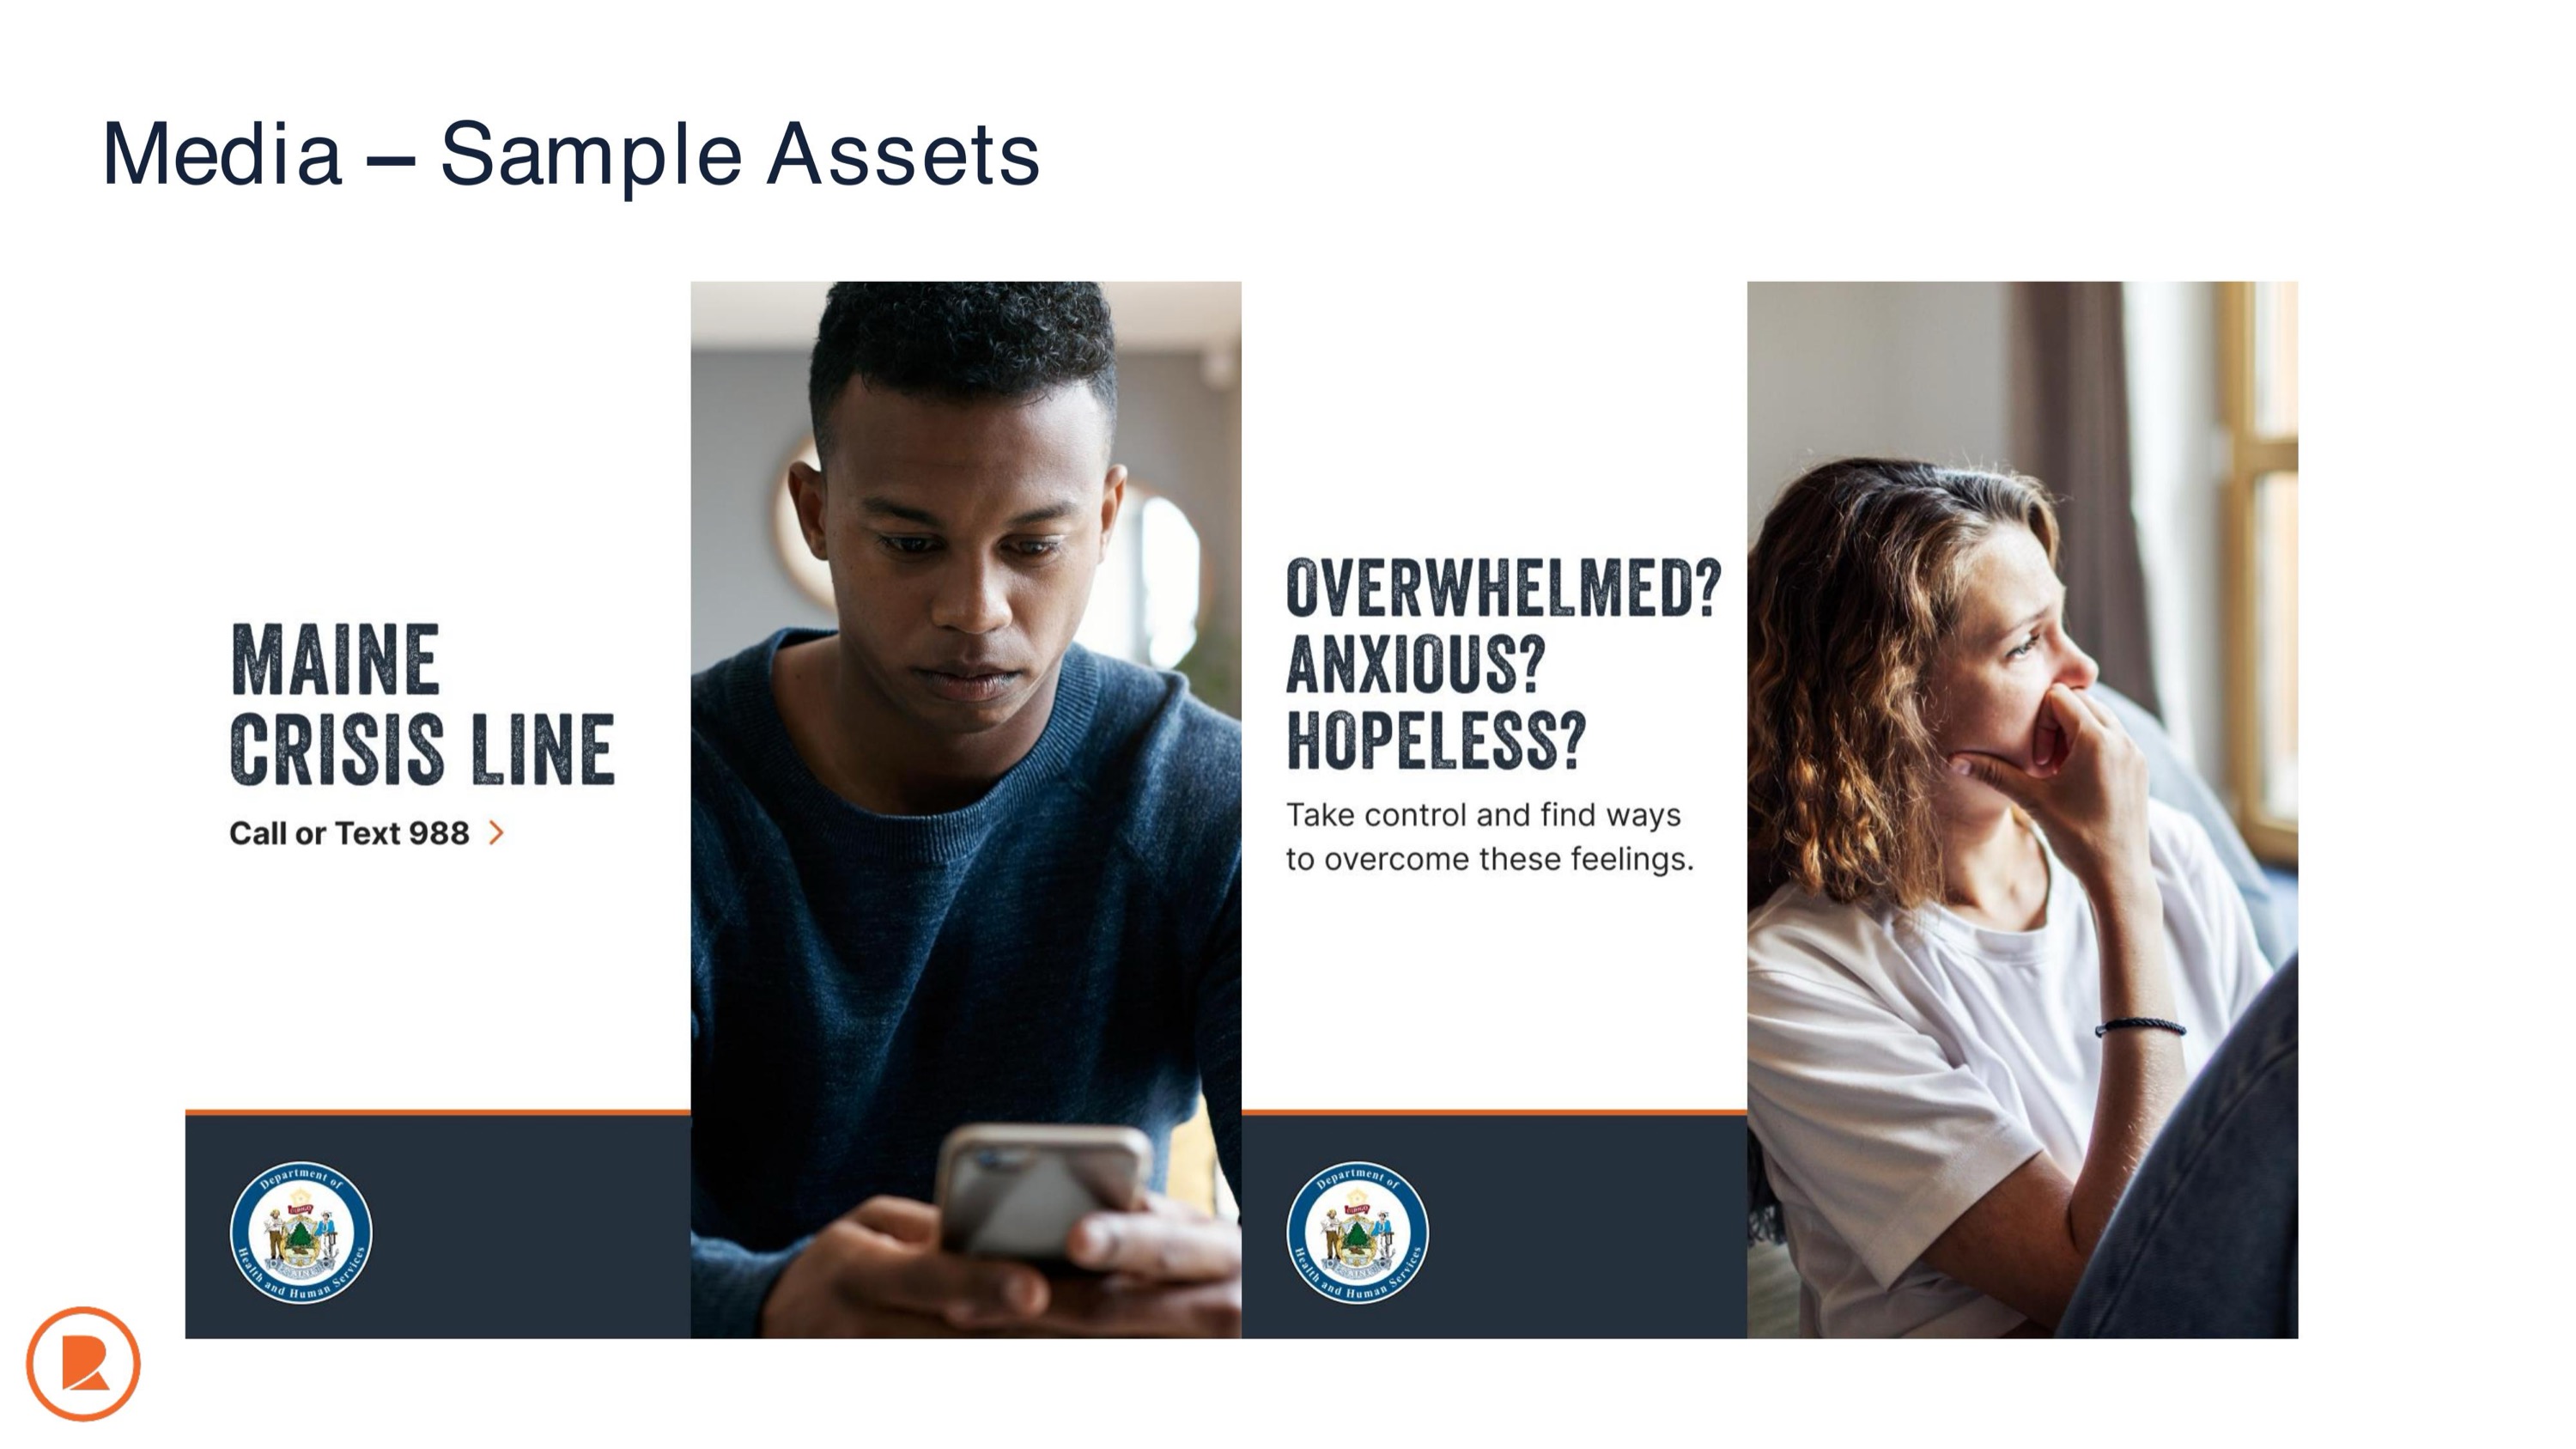 Media – Sample Assets
MAINE
CRISIS LINE
Call or Text 988
OVERWHELMED?
ANXIOUS?
HOPELESS?
Take control and find ways
to overcome these feelings.
Department of
Health and Human Services
Department of
Health and Human Services
R